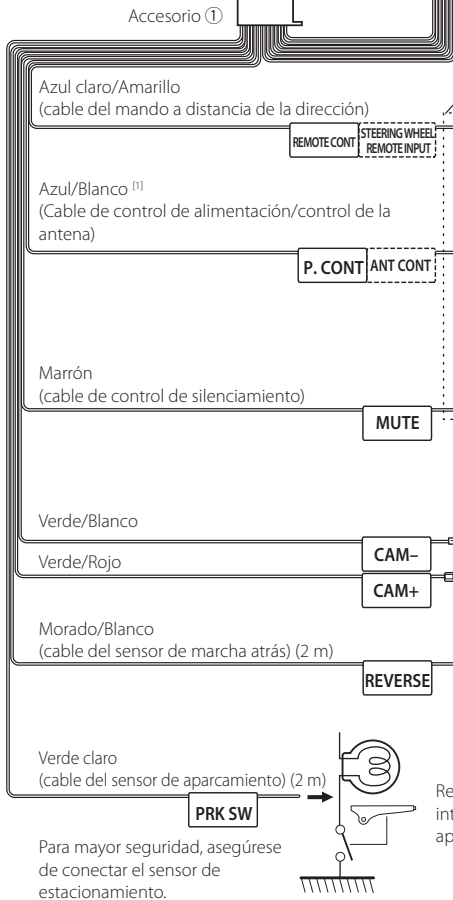 Accesorio ①
Azul claro/Amarillo
(cable del mando a distancia de la dirección)
REMOTE CONT
STEERING WHEEL
REMOTE INPUT
Azul/Blanco [1]
(Cable de control de alimentación/control de la
antena)
P. CONT
ANT CONT
Marrón
(cable de control de silenciamiento)
MUTE
Verde/Blanco
CAM–
Verde/Rojo
CAM+
Morado/Blanco
(cable del sensor de marcha atrás) (2 m)
REVERSE
Verde claro
(cable del sensor de aparcamiento) (2 m)
PRK SW
Para mayor seguridad, asegúrese
de conectar el sensor de
estacionamiento.
Re
int
ap